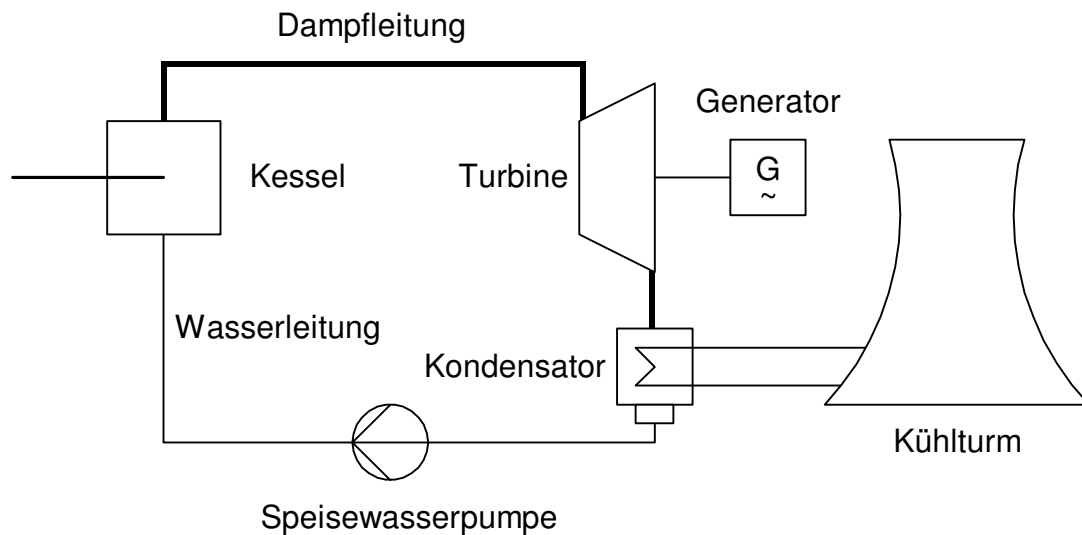 Dampfleitung
Generator
G
~
Kessel
Turbine
Wasserleitung
Kondensator
Kühlturm
Speisewasserpumpe